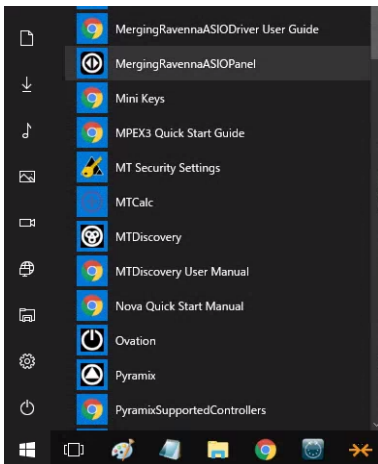 MergingRavennaASIODriver User Guide
MergingRavennaASIOPanel
Mini Keys
MPEX3 Quick Start Guide
MT Security Settings
MTCalc
MTDiscovery
MTDiscovery User Manual
Nova Quick Start Manual
Ovation
Pyramix
PyramixSupportedControllers